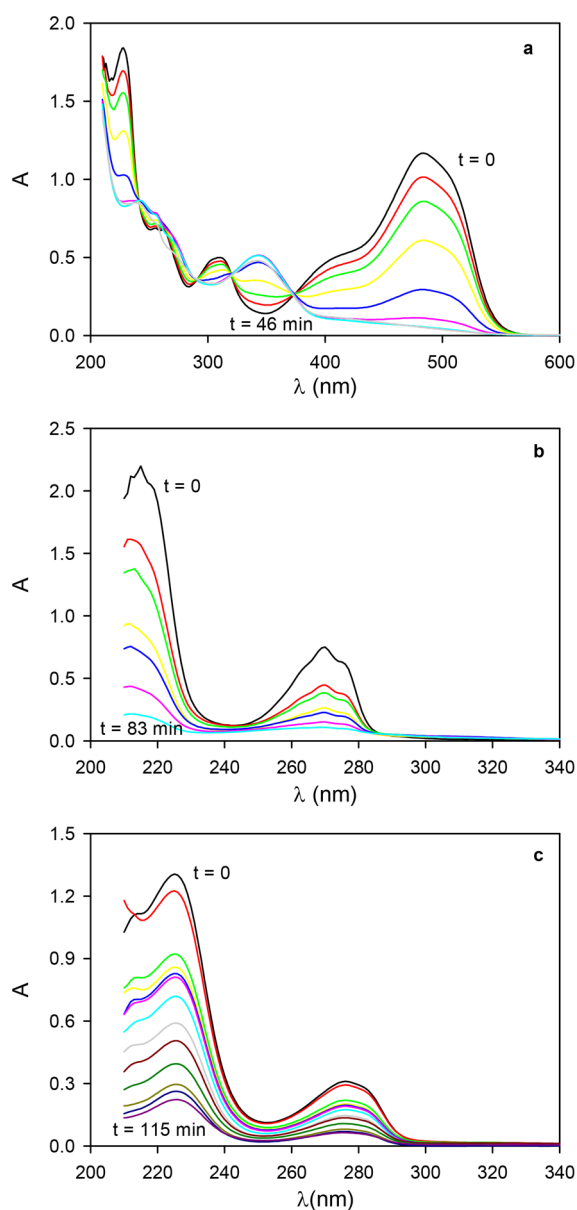 2.0
a
1.5
t = 0
A
1.0
0.5
t = 46 min
0.0
200 300 400 500 600
λ (nm)
2.5
b
2.0
t = 0
1.5
A
1.0
0.5
t = 83 min
0.0
200 220 240 260 280 300 320 340
λ (nm)
1.5
c
t = 0
1.2
0.9
A
0.6
0.3
t = 115 min
0.0
200 220 240 260 280 300 320 340
λ(nm)